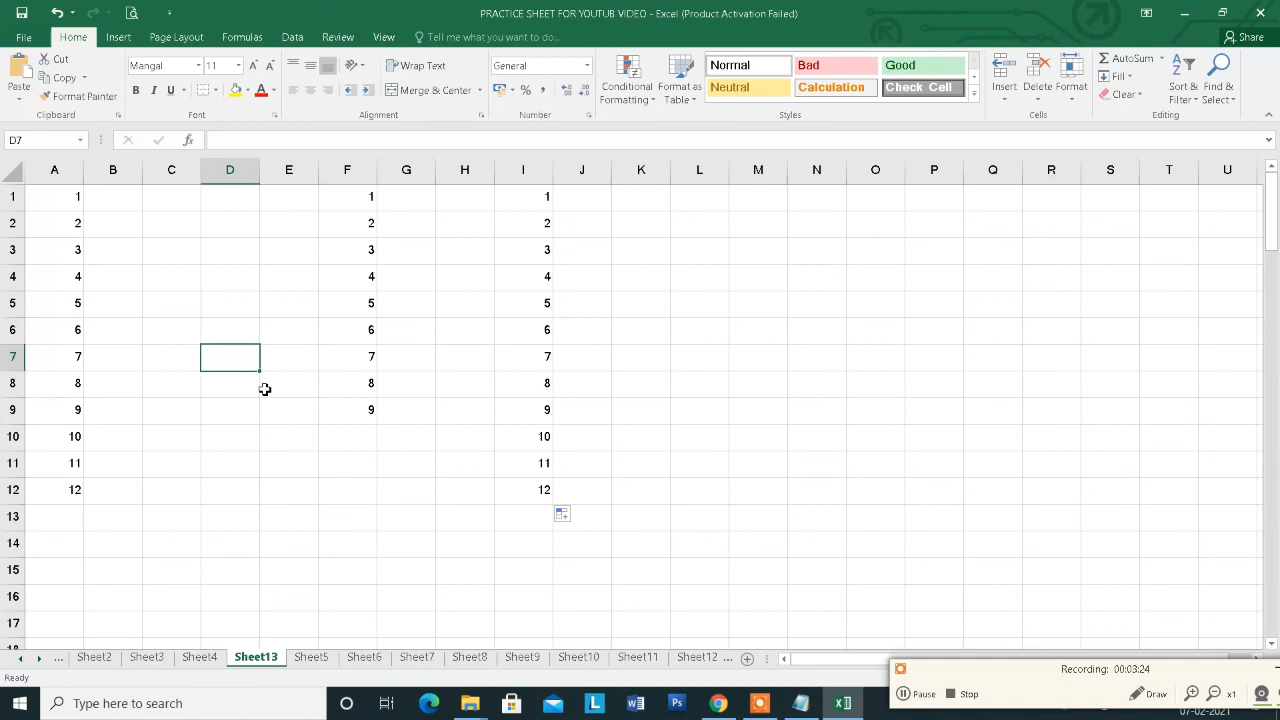 PRACTICE SHEET FOR YOUTUB VIDEO - Excel (Product Activation Failed)
File Home Insert Page Layout Formulas Data Review View Tell me what you want to do... Share
Paste Cut Copy Format Painter
Mangal 11 B I U A
Wrap Text Merge & Center
General % ,
Conditional Formatting Format as Table
Normal Bad Good
Neutral Calculation Check Cell
Insert Delete Format
AutoSum Fill Clear Sort & Filter Find & Select
Clipboard Font Alignment Number Styles Cells Editing
D7 fx
A B C D E F G H I J K L M N O P Q R S T U
1 1 1 1
2 2 2 2
3 3 3 3
4 4 4 4
5 5 5 5
6 6 6 6
7 7 7 7
8 8 8 8
9 9 9 9
10 10 10
11 11 11
12 12 12
13
14
15
16
17
... Sheet2 Sheet3 Sheet4 Sheet13 Sheet5 Sheet6 Sheet7 Sheet8 Sheet9 Sheet10 Sheet11 Sheet12 ...
Ready
Recording: 00:03:24
Pause Stop Draw x1
Type here to search
07-02-2021